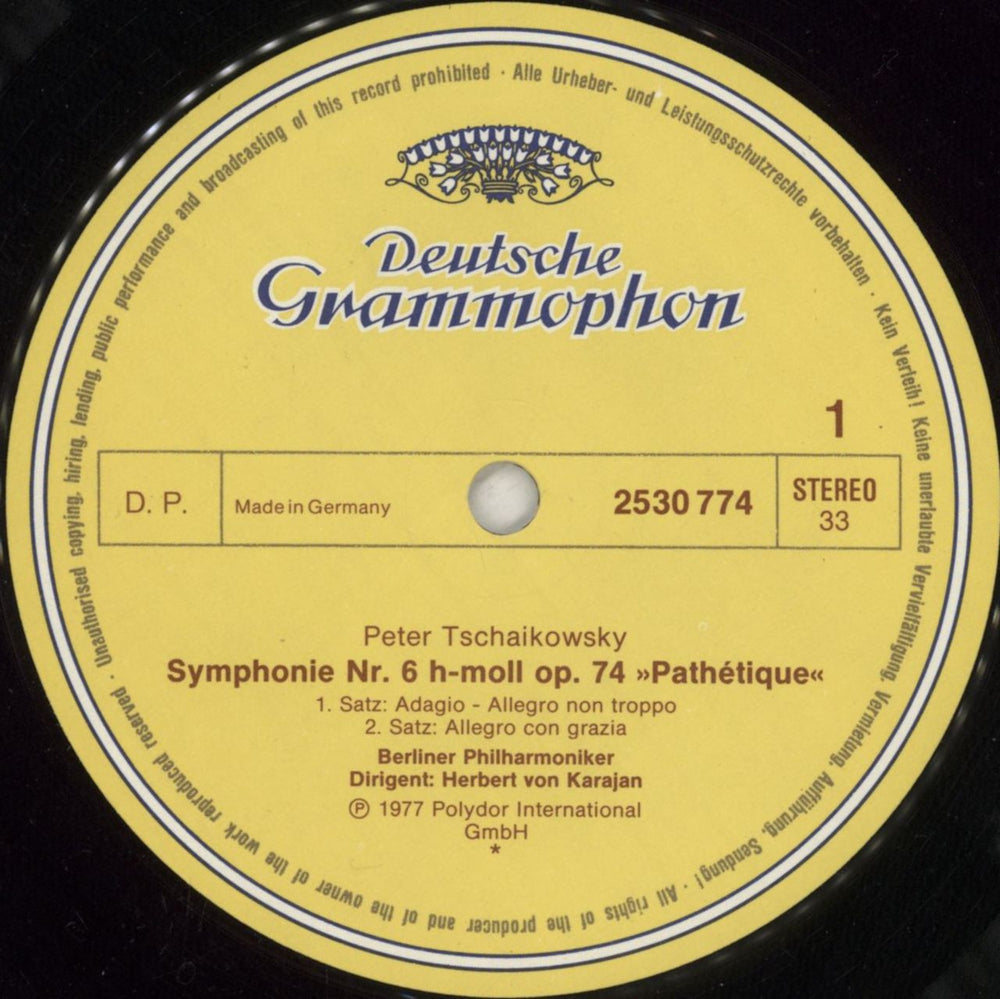 Unauthorised copying, hiring, lending, public performance and broadcasting of this record prohibited · Alle Urheber- und Leistungsschutzrechte vorbehalten · Kein Verleih! Keine unerlaubte Vervielfältigung, Vermietung, Aufführung, Sendung! · All rights of the producer and of the owner of the work reproduced reserved ·
Deutsche
Grammophon
1
D. P.
Made in Germany
2530 774
STEREO
33
Peter Tschaikowsky
Symphonie Nr. 6 h-moll op. 74 »Pathétique«
1. Satz: Adagio - Allegro non troppo
2. Satz: Allegro con grazia
Berliner Philharmoniker
Dirigent: Herbert von Karajan
℗ 1977 Polydor International
GmbH
*